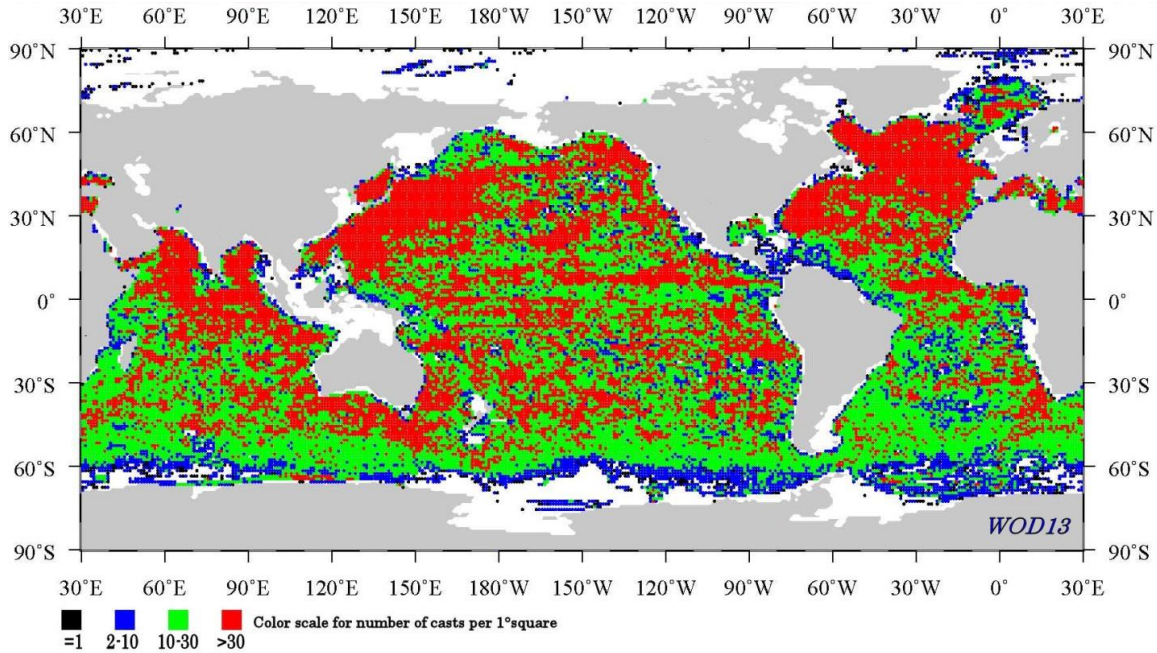 30°E 60°E 90°E 120°E 150°E 180°W 150°W 120°W 90°W 60°W 30°W 0° 30°E
90°N 90°N
60°N 60°N
30°N 30°N
0° 0°
30°S 30°S
60°S 60°S
WOD13
90°S 90°S
30°E 60°E 90°E 120°E 150°E 180°W 150°W 120°W 90°W 60°W 30°W 0° 30°E
Color scale for number of casts per 1°square
=1 2-10 10-30 >30